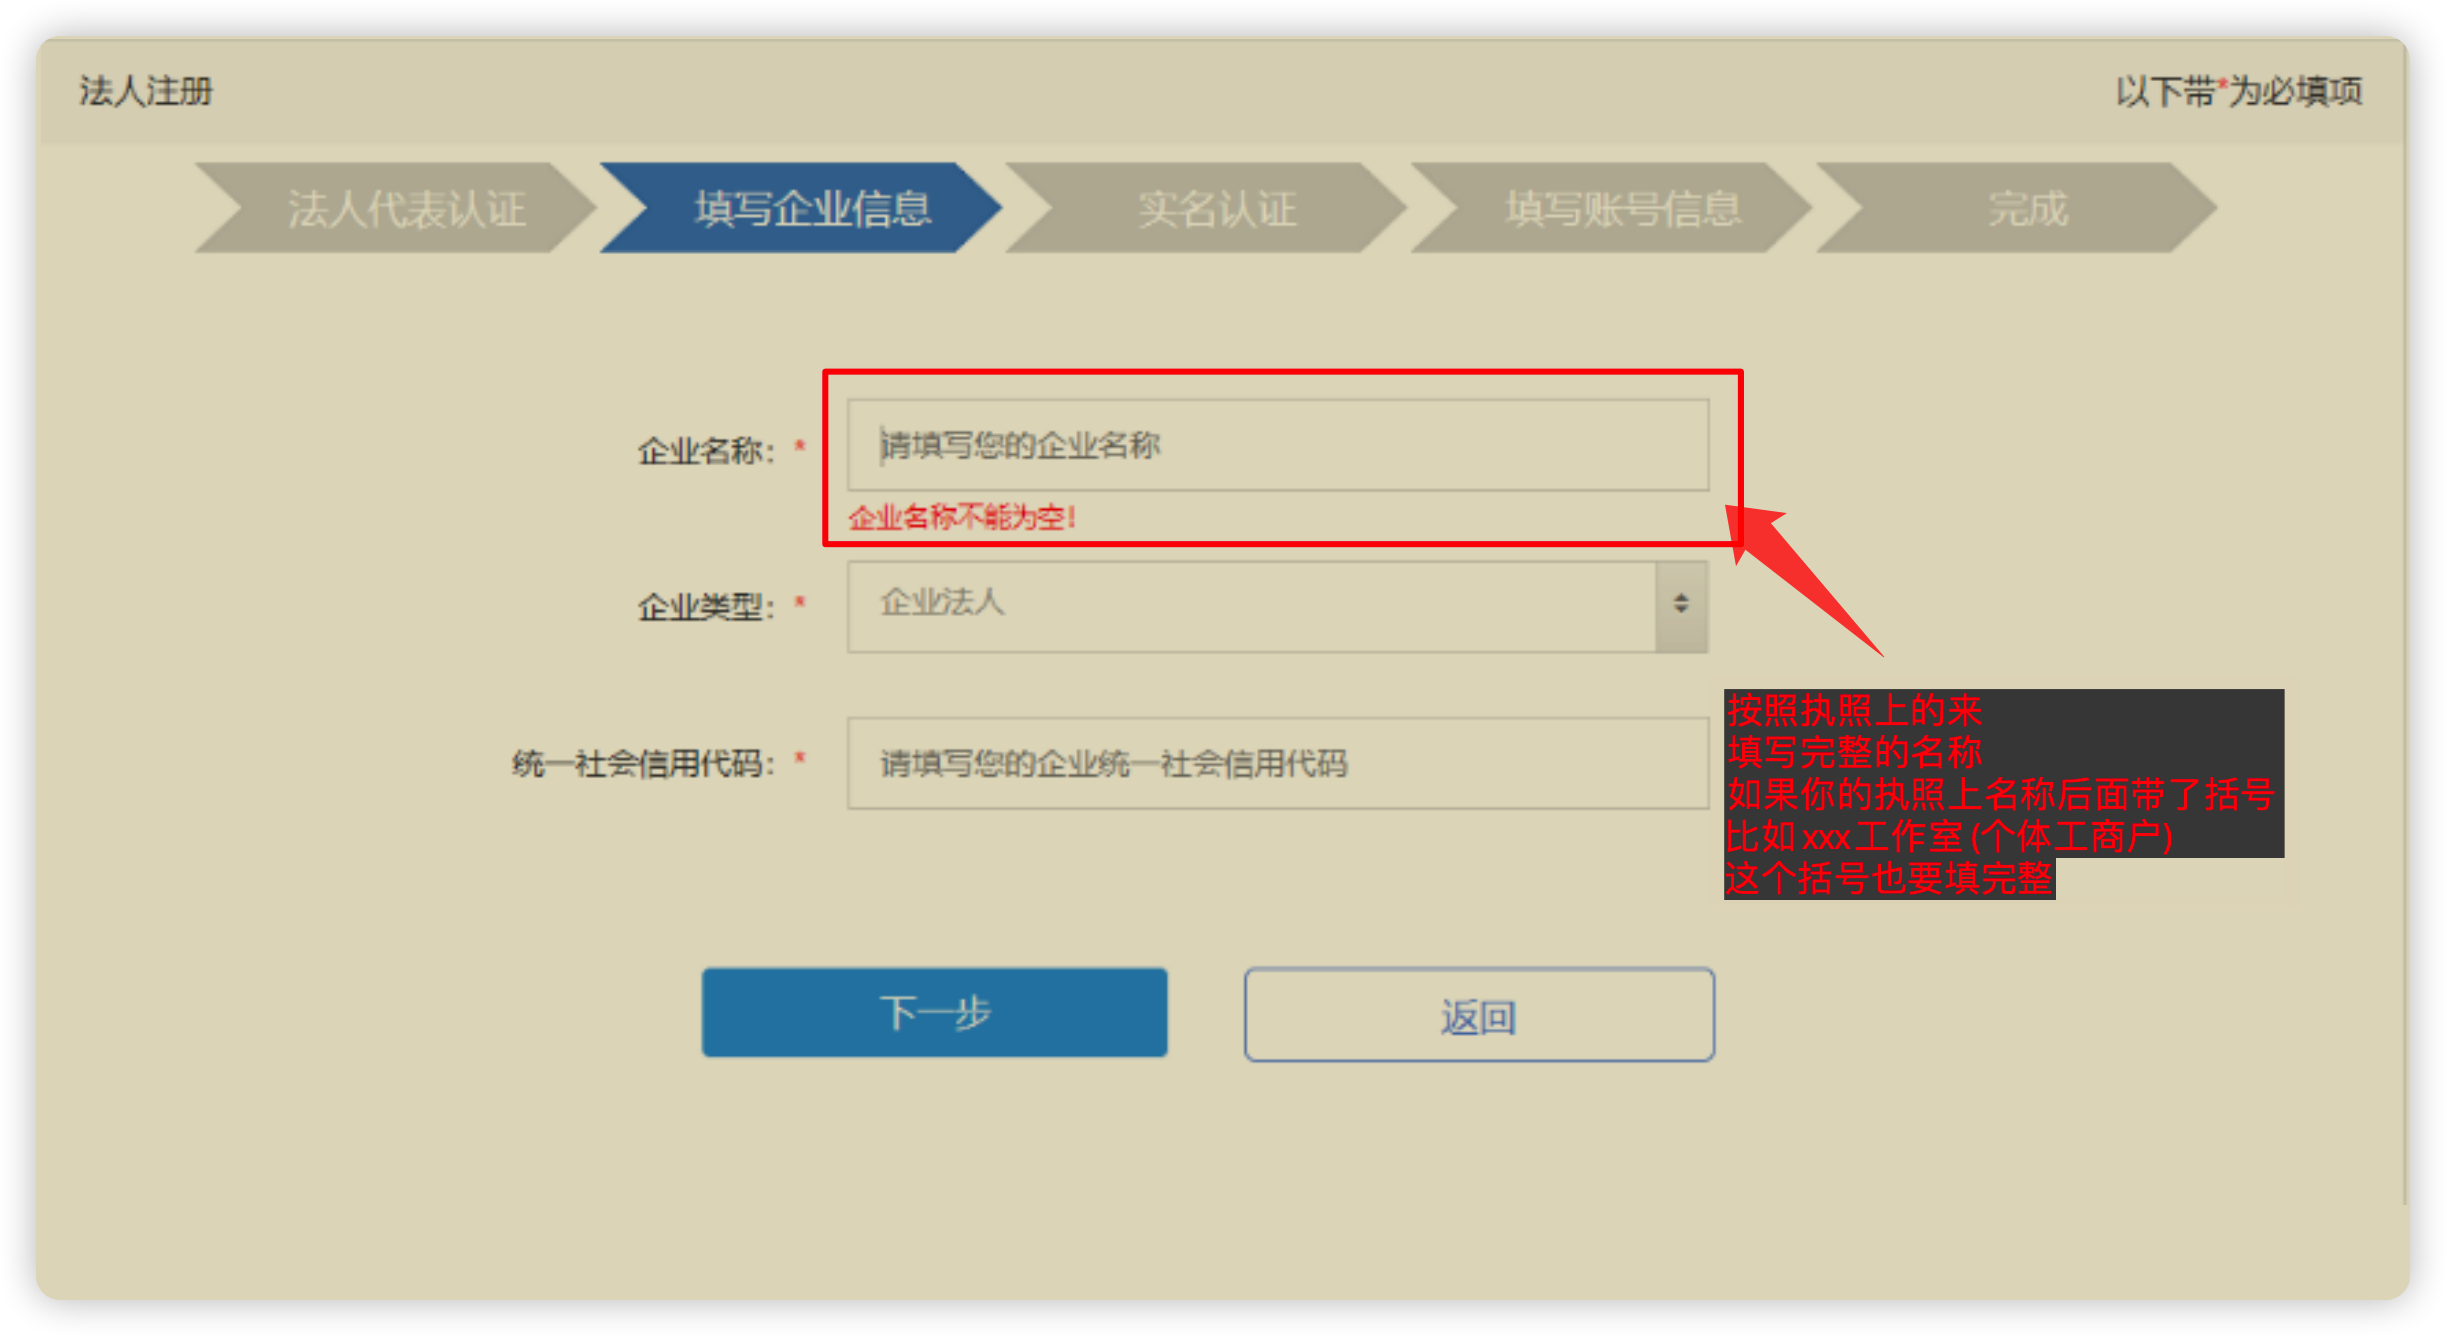 法人注册
以下带*为必填项
法人代表认证
填写企业信息
实名认证
填写账号信息
完成
企业名称：*
请填写您的企业名称
企业名称不能为空！
企业类型：*
企业法人
统一社会信用代码：*
请填写您的企业统一社会信用代码
按照执照上的来
填写完整的名称
如果你的执照上名称后面带了括号
比如xxx工作室(个体工商户)
这个括号也要填完整
下一步
返回